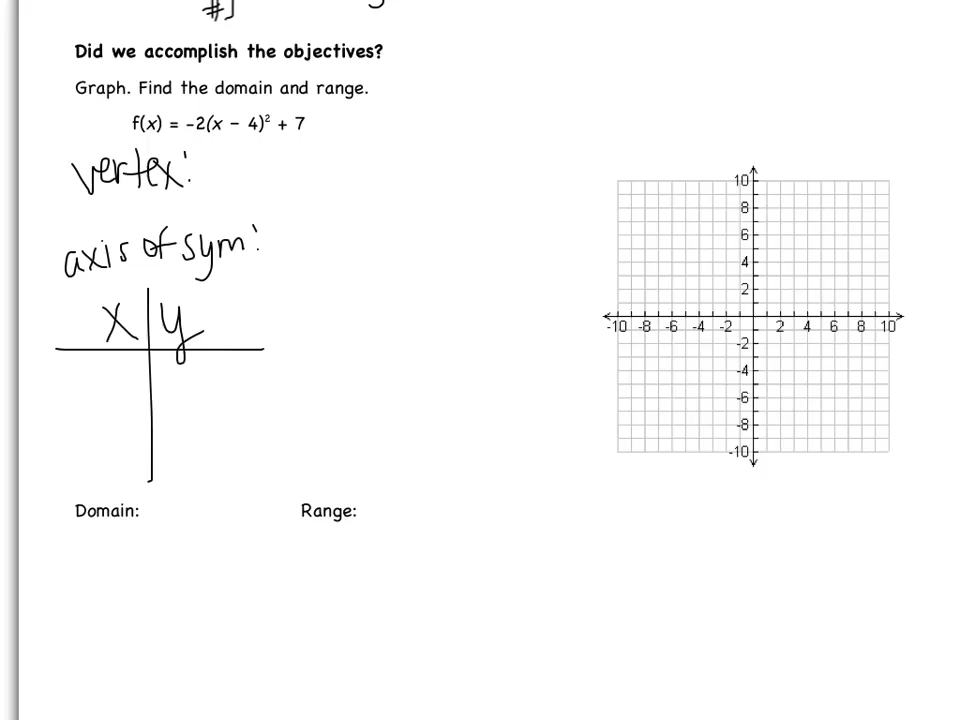 #]
Did we accomplish the objectives?
Graph. Find the domain and range.
f(x) = -2(x - 4)² + 7
vertex:
axis of sym:
x y
10
8
6
4
2
-10 -8 -6 -4 -2 0 2 4 6 8 10
-2
-4
-6
-8
-10
Domain: Range: